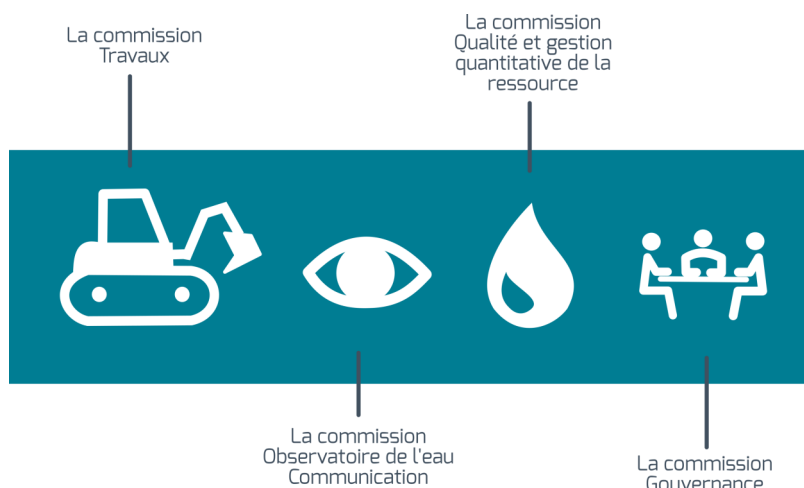 La commission
Travaux
La commission
Qualité et gestion
quantitative de la
ressource
La commission
Observatoire de l'eau
Communication
La commission
Gouvernance